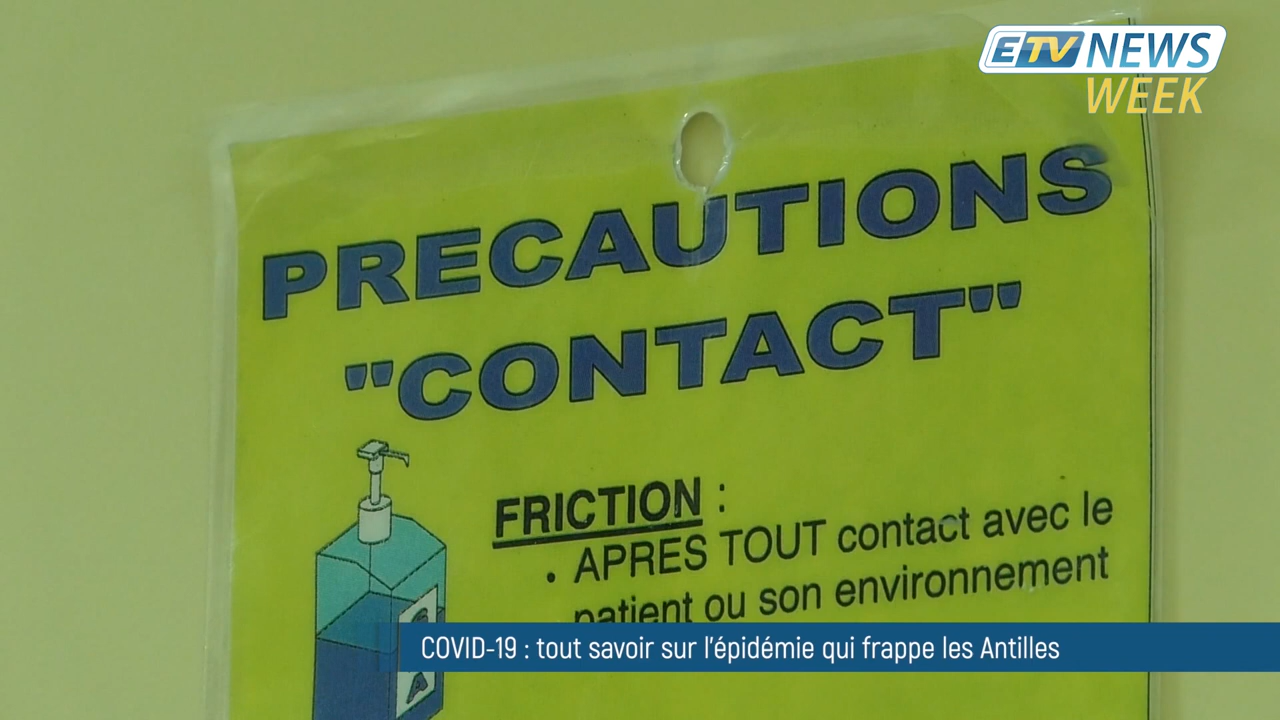 ETV NEWS
WEEK
PRECAUTIONS
"CONTACT"
FRICTION :
• APRES TOUT contact avec le
patient ou son environnement
COVID-19 : tout savoir sur l'épidémie qui frappe les Antilles